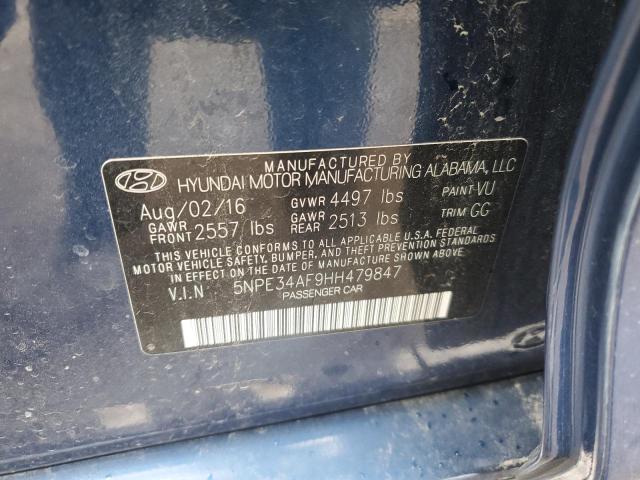 MANUFACTURED BY
HYUNDAI MOTOR MANUFACTURING ALABAMA, LLC
Aug/02/16 GVWR 4497 lbs PAINT VU
GAWR FRONT 2557 lbs GAWR REAR 2513 lbs TRIM GG
THIS VEHICLE CONFORMS TO ALL APPLICABLE U.S.A. FEDERAL
MOTOR VEHICLE SAFETY, BUMPER, AND THEFT PREVENTION
STANDARDS IN EFFECT ON THE DATE OF MANUFACTURE SHOWN ABOVE.
V.I.N 5NPE34AF9HH479847
PASSENGER CAR